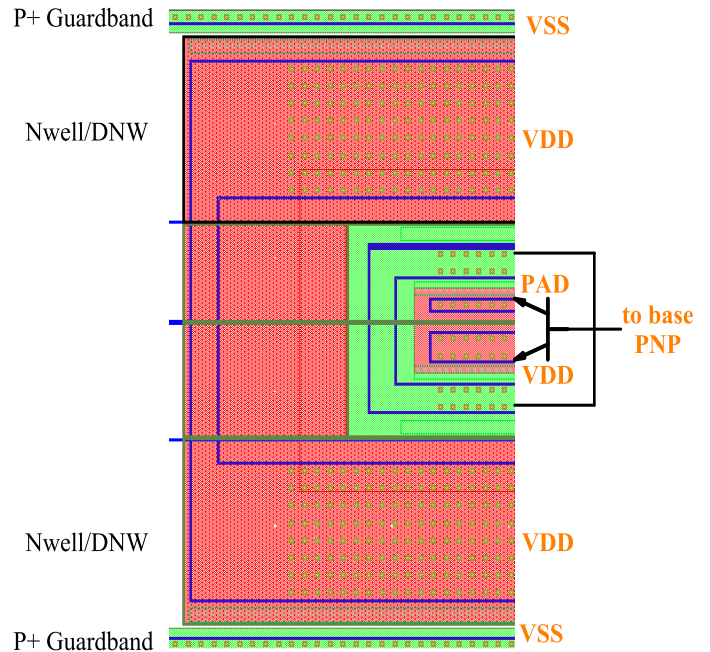 P+ Guardband
VSS
Nwell/DNW
VDD
PAD
to base
PNP
VDD
Nwell/DNW
VDD
P+ Guardband
VSS